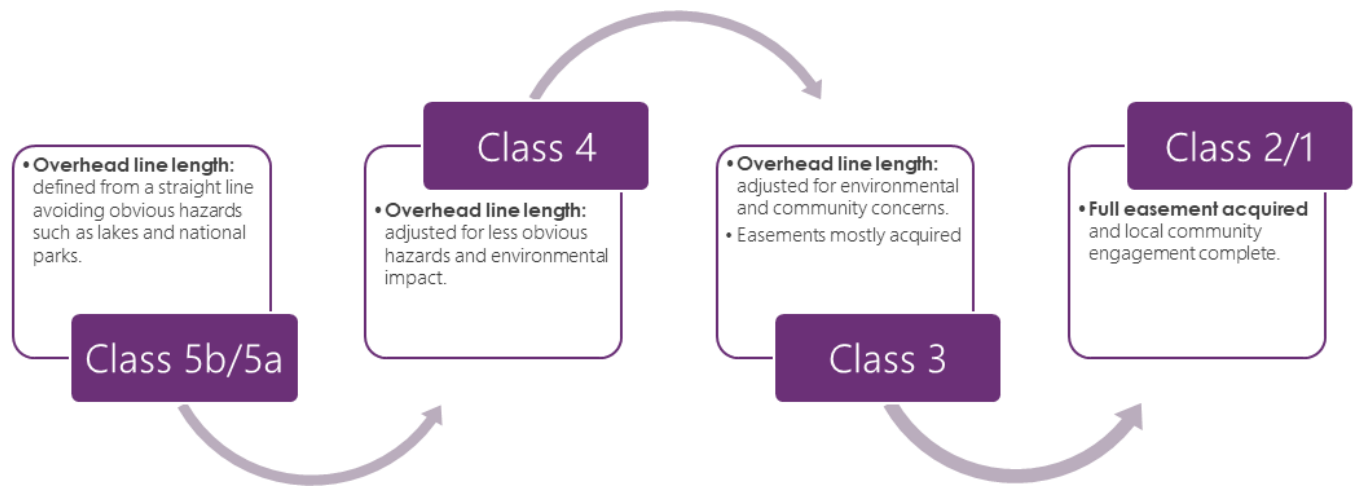 • Overhead line length:
defined from a straight line
avoiding obvious hazards
such as lakes and national
parks.
Class 5b/5a
Class 4
• Overhead line length:
adjusted for less obvious
hazards and environmental
impact.
• Overhead line length:
adjusted for environmental
and community concerns.
• Easements mostly acquired
Class 3
Class 2/1
• Full easement acquired
and local community
engagement complete.